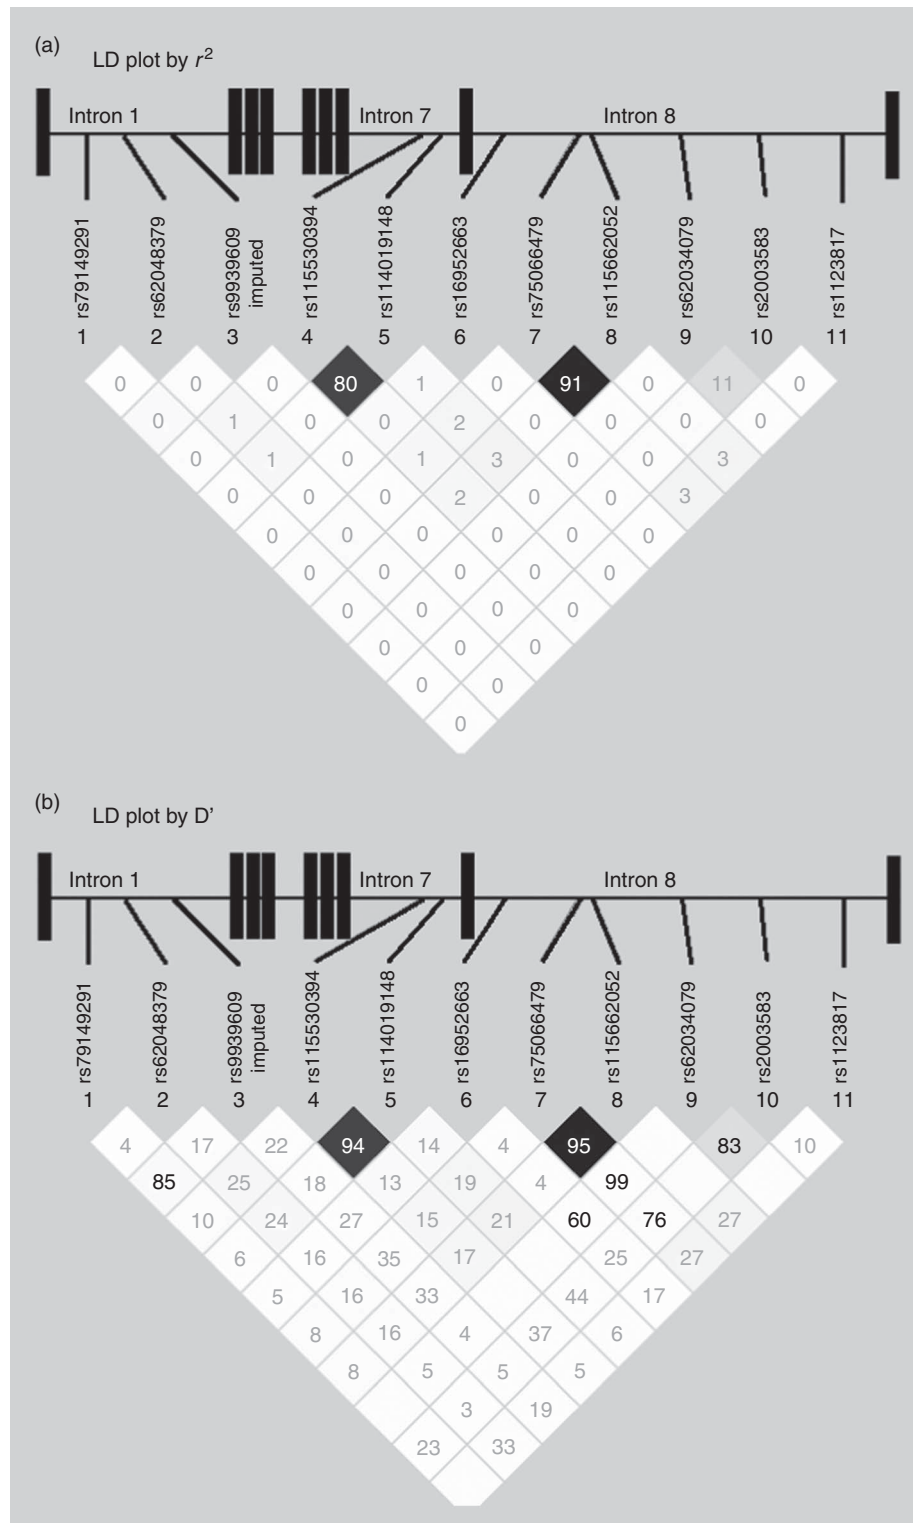 (a)
LD plot by r²
Intron 1 Intron 7 Intron 8
rs79149291 rs62048379 rs9939609 imputed rs115530394 rs114019148 rs16952663 rs75066479 rs115662052 rs62034079 rs2003583 rs1123817
1 2 3 4 5 6 7 8 9 10 11
0 0 0 80 1 0 91 0 11 0
0 1 0 0 2 0 0 0 0
0 1 0 1 3 0 0 3
0 0 0 2 0 0 3
0 0 0 0 0 0
0 0 0 0 0
0 0 0 0
0 0 0
0 0
0
(b)
LD plot by D’
Intron 1 Intron 7 Intron 8
rs79149291 rs62048379 rs9939609 imputed rs115530394 rs114019148 rs16952663 rs75066479 rs115662052 rs62034079 rs2003583 rs1123817
1 2 3 4 5 6 7 8 9 10 11
4 17 22 94 14 4 95 83 10
85 25 18 13 19 4 99
10 24 27 15 21 60 76 27
6 16 35 17 25 27
5 16 33 44 17
8 16 4 37 6
8 5 5 5
3 19
23 33